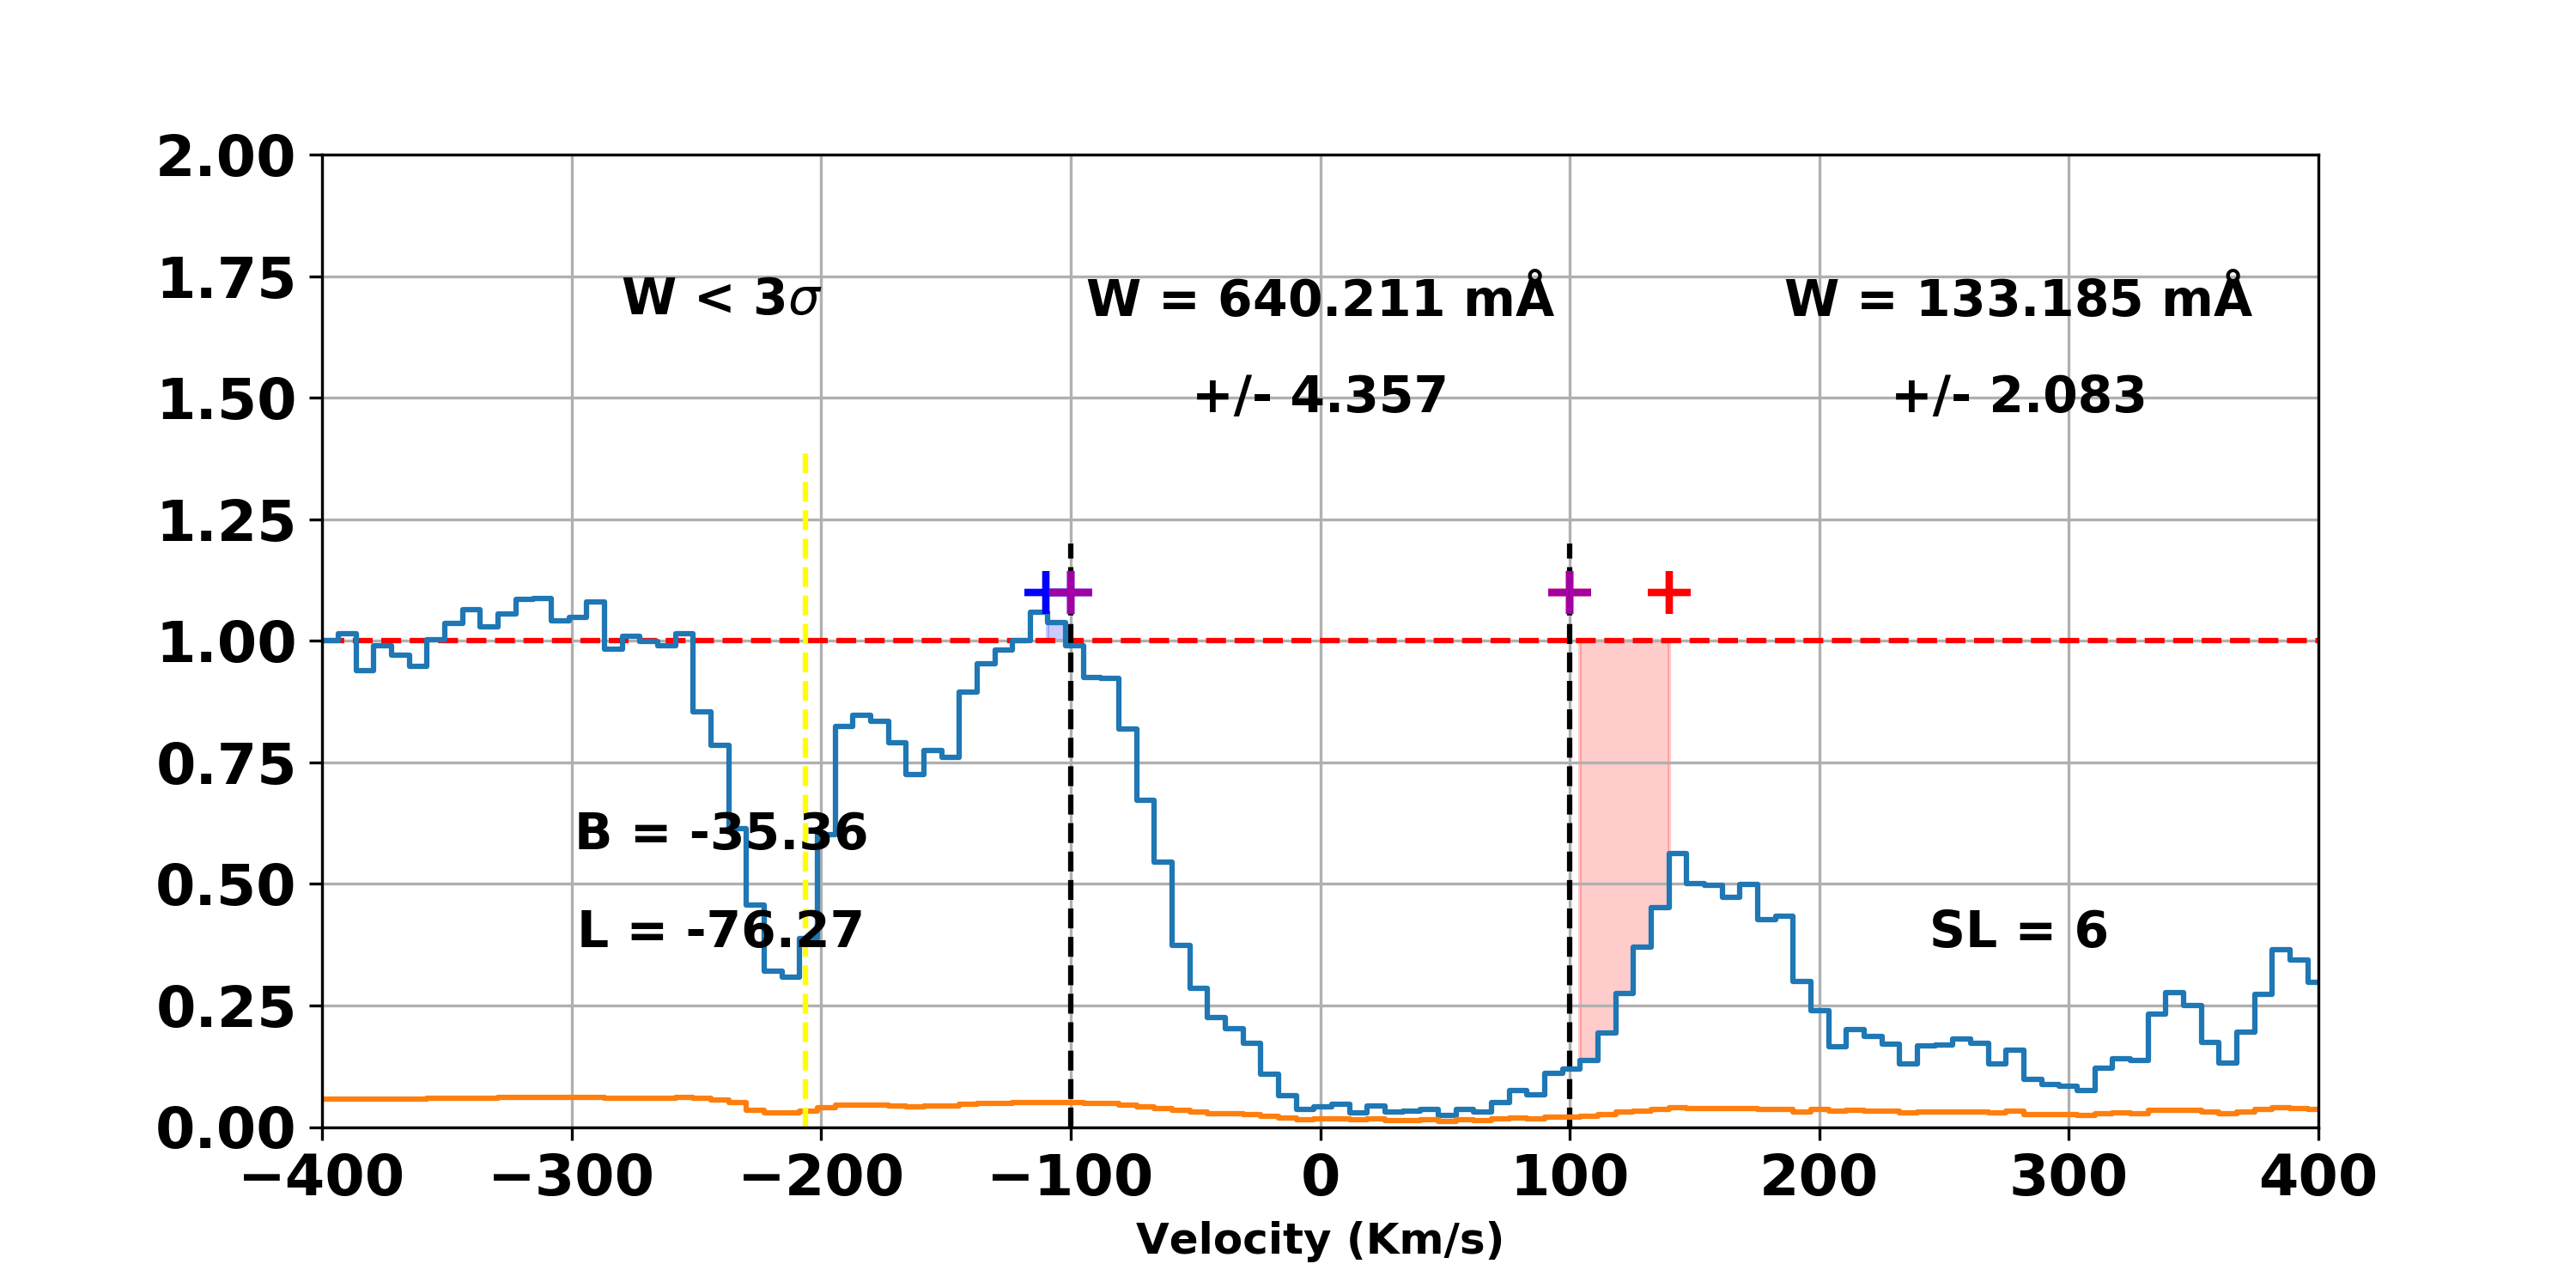 2.00
1.75
1.50
1.25
1.00
0.75
0.50
0.25
0.00
W < 3σ
W = 640.211 mÅ
+/- 4.357
W = 133.185 mÅ
+/- 2.083
B = -35.36
L = -76.27
SL = 6
−400 −300 −200 −100 0 100 200 300 400
Velocity (Km/s)